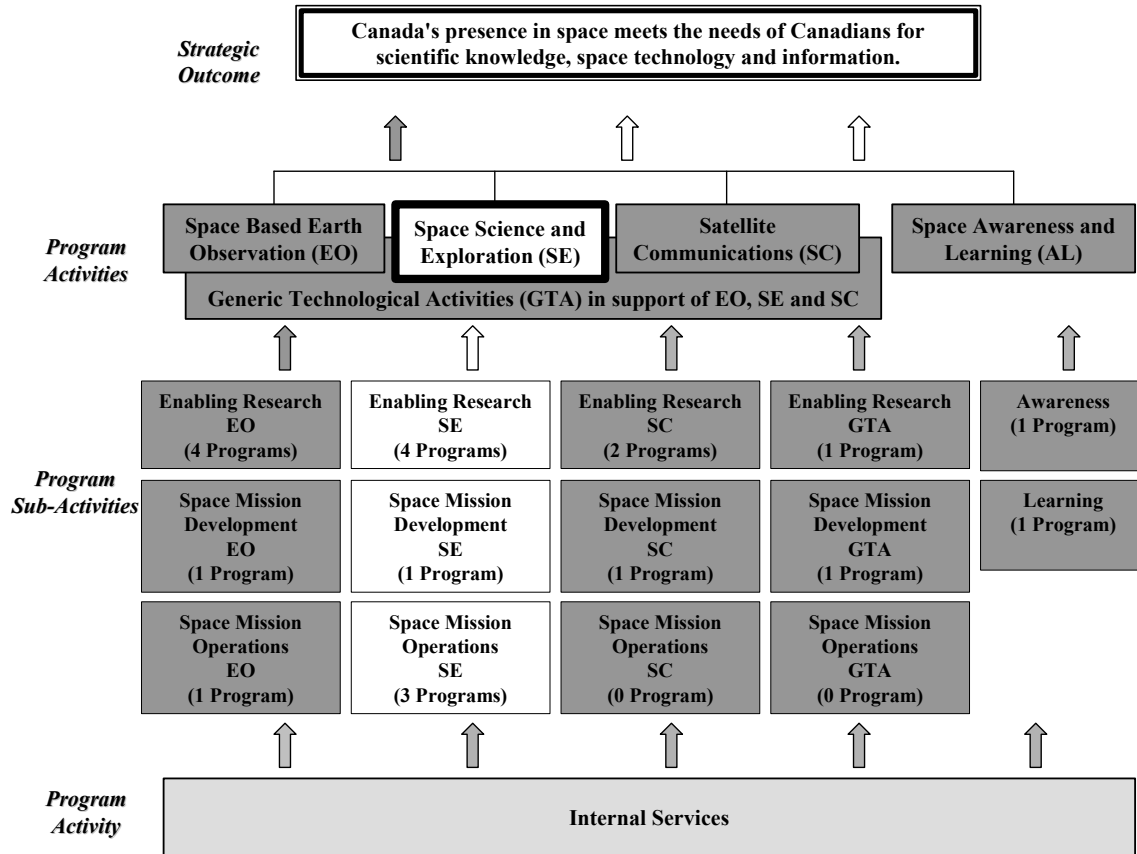 Strategic
Outcome
Canada's presence in space meets the needs of Canadians for
scientific knowledge, space technology and information.
Program
Activities
Space Based Earth
Observation (EO)
Space Science and
Exploration (SE)
Satellite
Communications (SC)
Space Awareness and
Learning (AL)
Generic Technological Activities (GTA) in support of EO, SE and SC
Program
Sub-Activities
Enabling Research
EO
(4 Programs)
Enabling Research
SE
(4 Programs)
Enabling Research
SC
(2 Programs)
Enabling Research
GTA
(1 Program)
Awareness
(1 Program)
Space Mission
Development
EO
(1 Program)
Space Mission
Development
SE
(1 Program)
Space Mission
Development
SC
(1 Program)
Space Mission
Development
GTA
(1 Program)
Learning
(1 Program)
Space Mission
Operations
EO
(1 Program)
Space Mission
Operations
SE
(3 Programs)
Space Mission
Operations
SC
(0 Program)
Space Mission
Operations
GTA
(0 Program)
Program
Activity
Internal Services